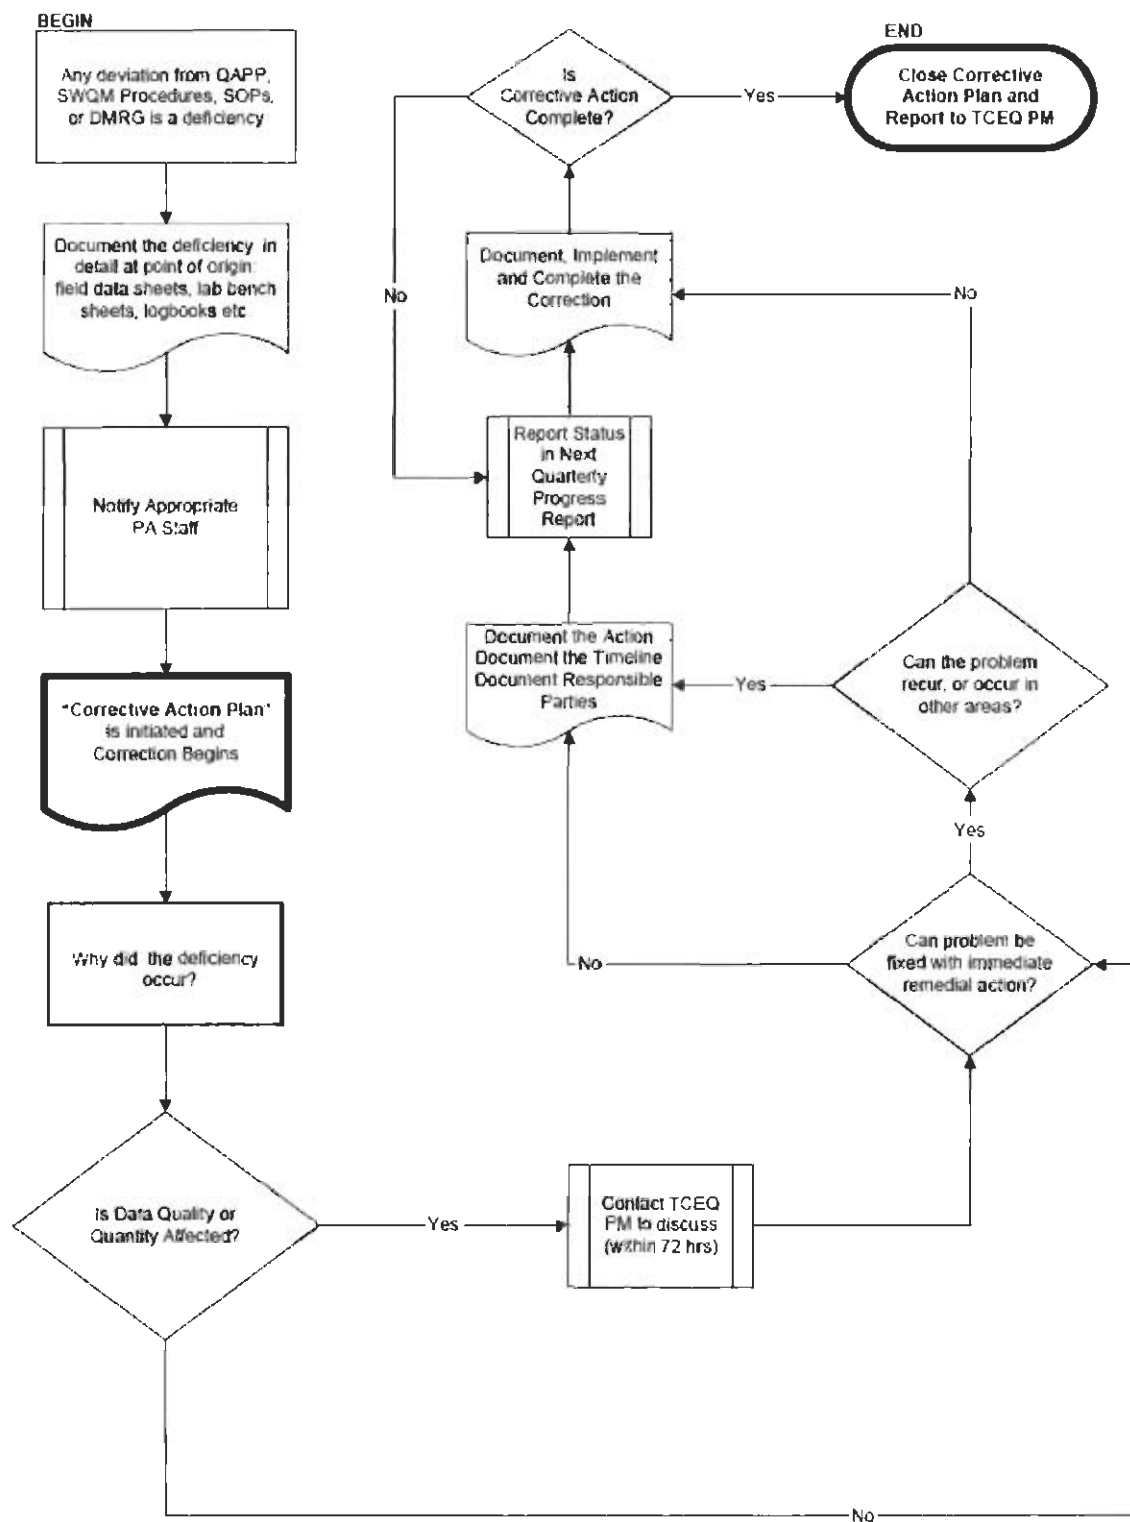 BEGIN
Any deviation from QAPP,
SWQM Procedures, SOPs,
or DMRG is a deficiency
Document the deficiency in
detail at point of origin:
field data sheets, lab bench
sheets, logbooks etc
Notify Appropriate
PA Staff
"Corrective Action Plan"
is initiated and
Correction Begins
Why did the deficiency
occur?
Is Data Quality or
Quantity Affected?
Yes
Contact TCEQ
PM to discuss
(within 72 hrs)
No
Can problem be
fixed with immediate
remedial action?
No
Yes
Can the problem
recur, or occur in
other areas?
Yes
No
Document the Action
Document the Timeline
Document Responsible
Parties
Report Status
in Next
Quarterly
Progress
Report
Document, Implement
and Complete the
Correction
Is
Corrective Action
Complete?
No
Yes
END
Close Corrective
Action Plan and
Report to TCEQ PM